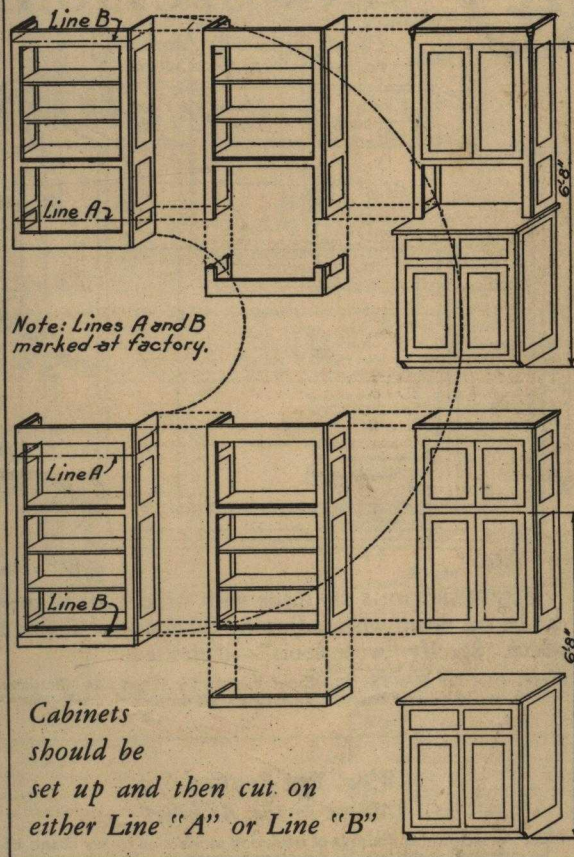 Line B
Line A
6'8"
Note: Lines A and B
marked at factory.
Line A
Line B
6'8"
Cabinets
should be
set up and then cut on
either Line "A" or Line "B"